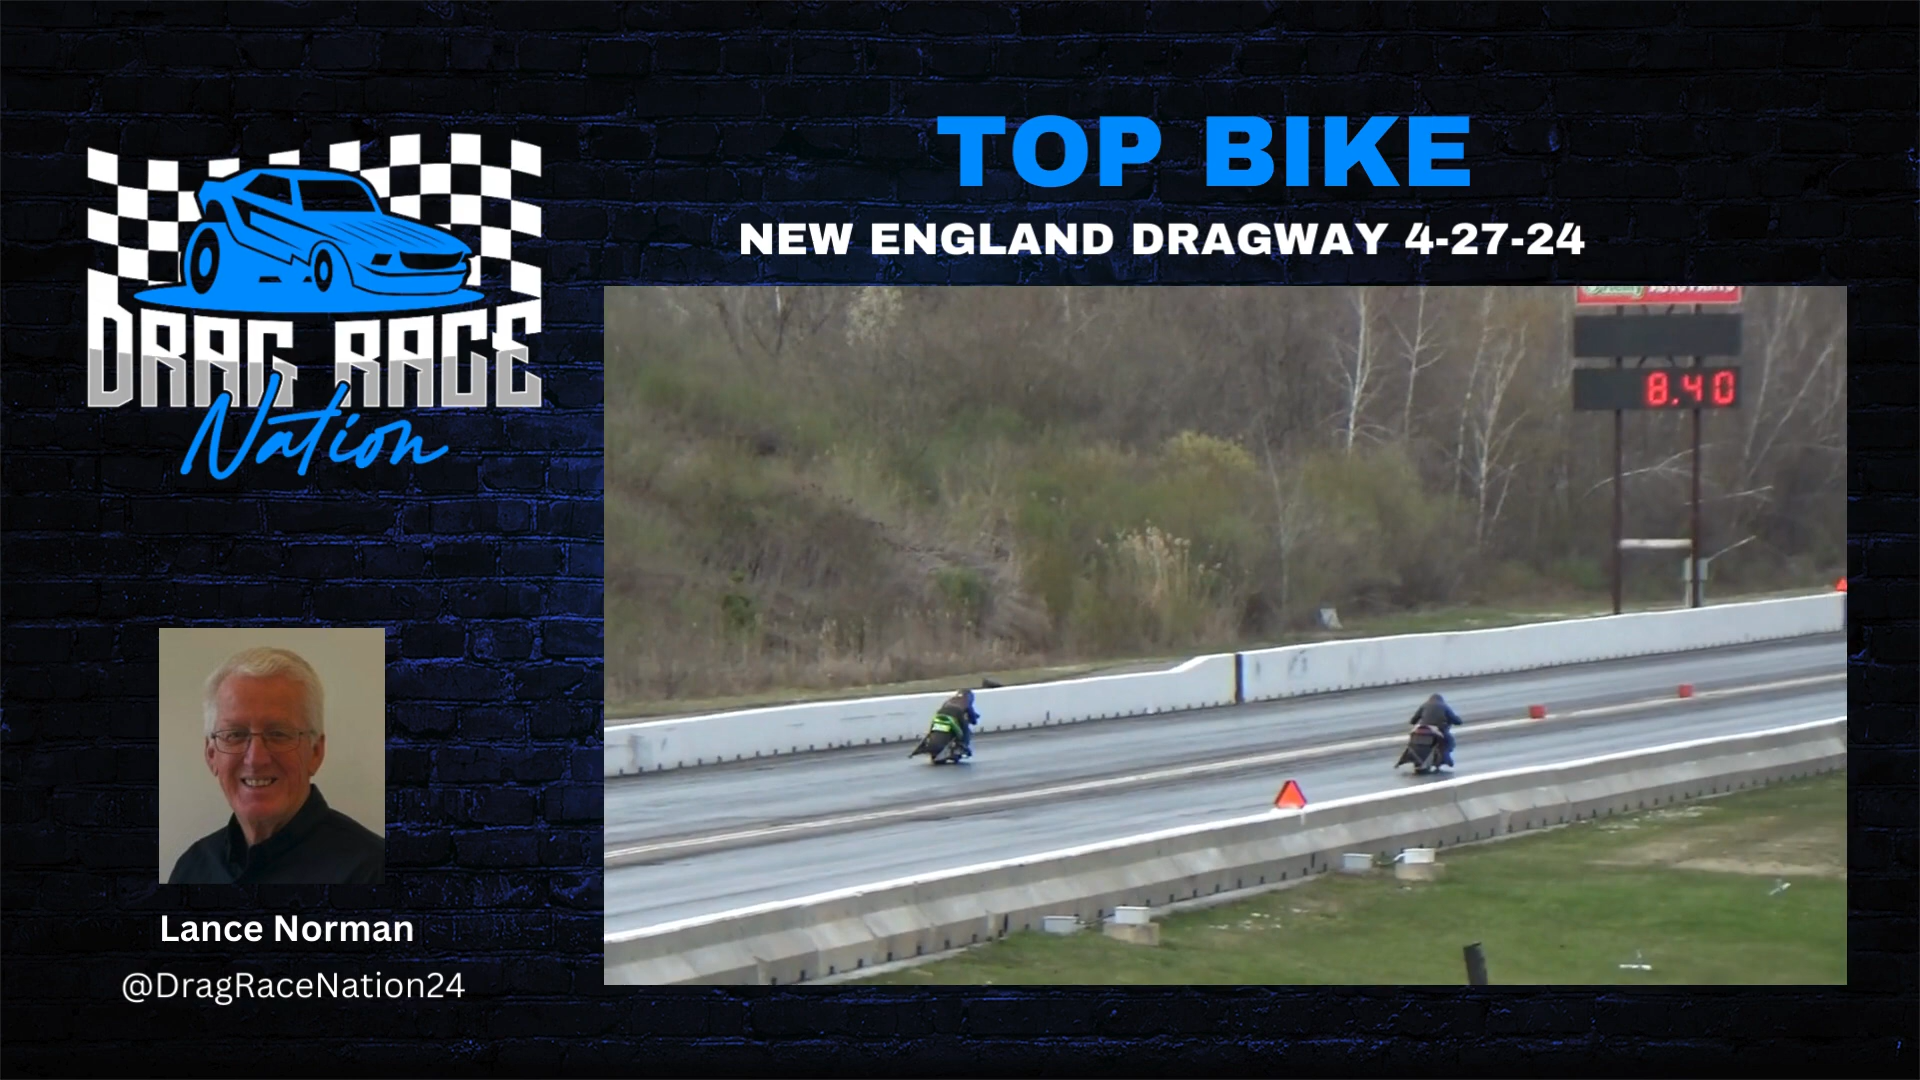 TOP BIKE
NEW ENGLAND DRAGWAY 4-27-24
DRAG RACE
Nation
8.40
Lance Norman
@DragRaceNation24